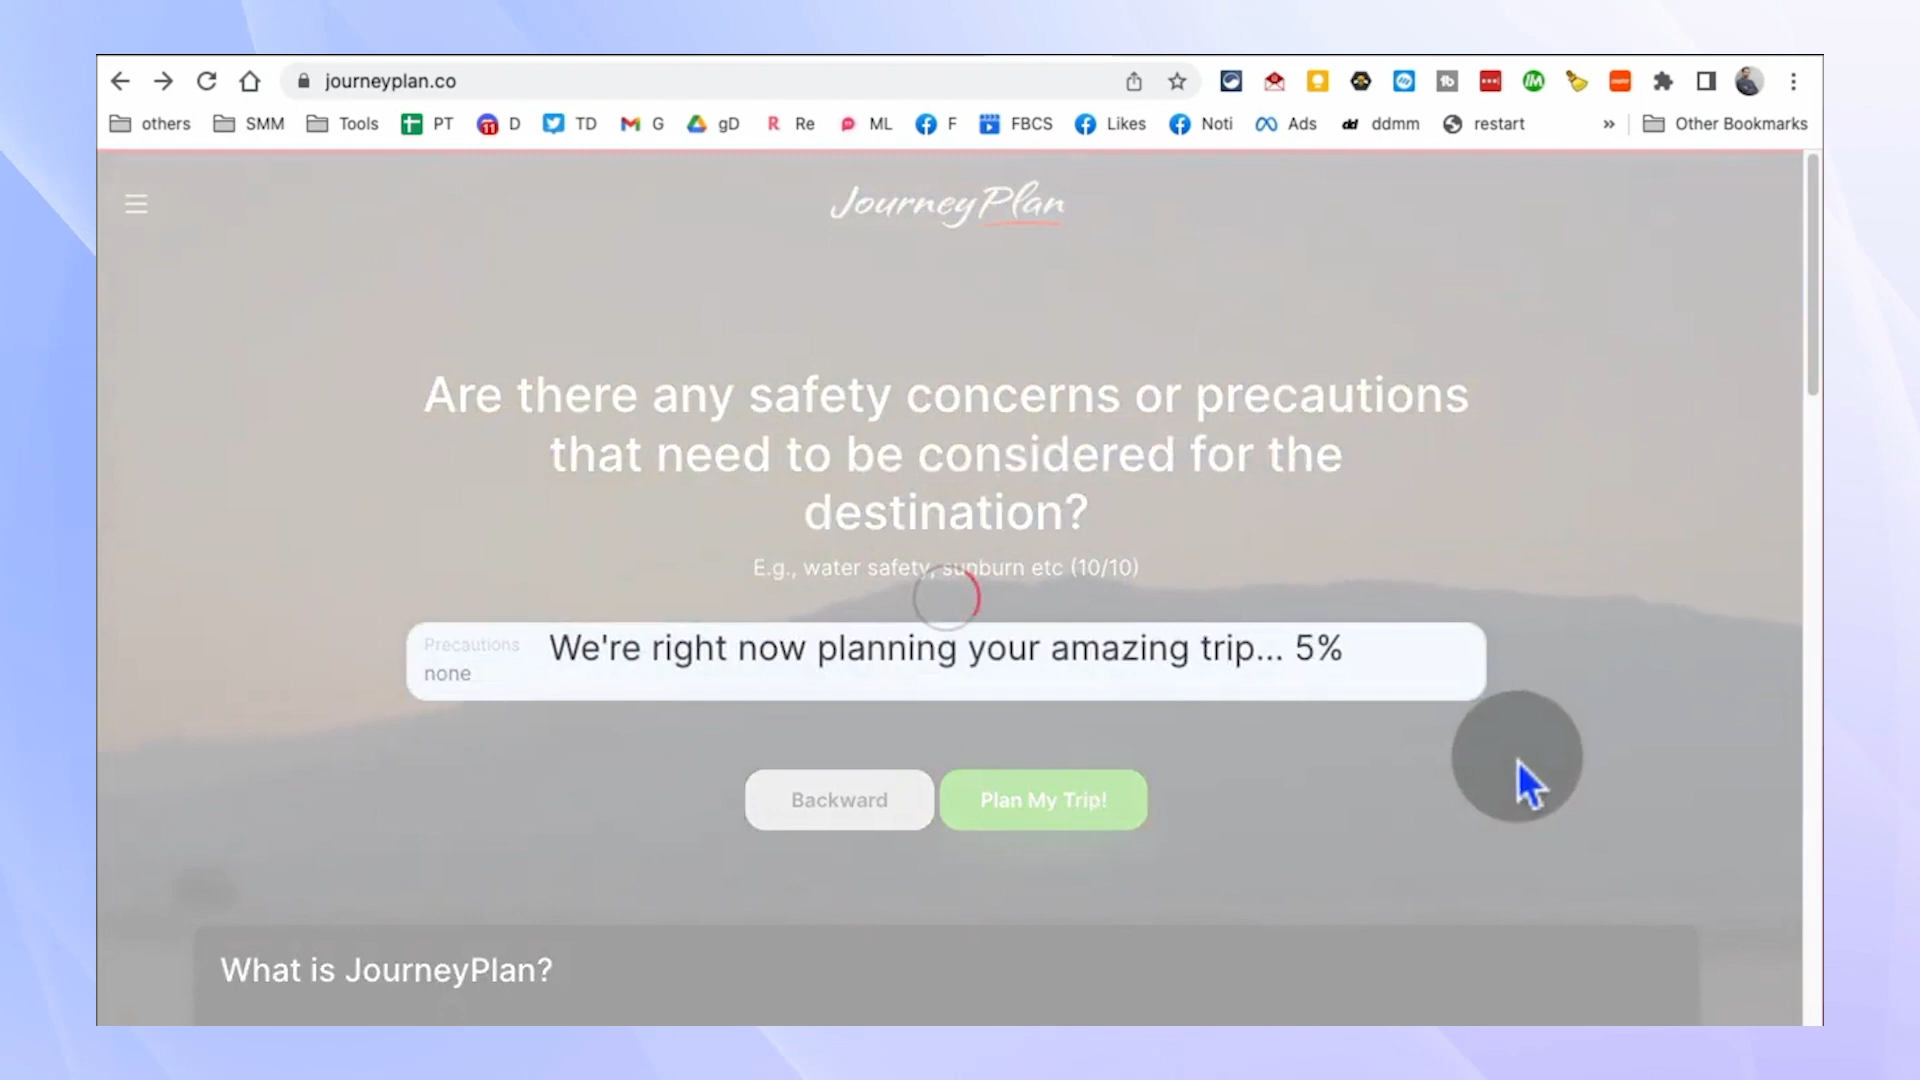 journeyplan.co
others SMM Tools PT 11 D TD G gD R Re ML F FBCS Likes Noti Ads dd ddmm restart » Other Bookmarks
JourneyPlan
Are there any safety concerns or precautions
that need to be considered for the
destination?
E.g., water safety, sunburn etc (10/10)
Precautions
We're right now planning your amazing trip... 5%
none
Backward Plan My Trip!
What is JourneyPlan?